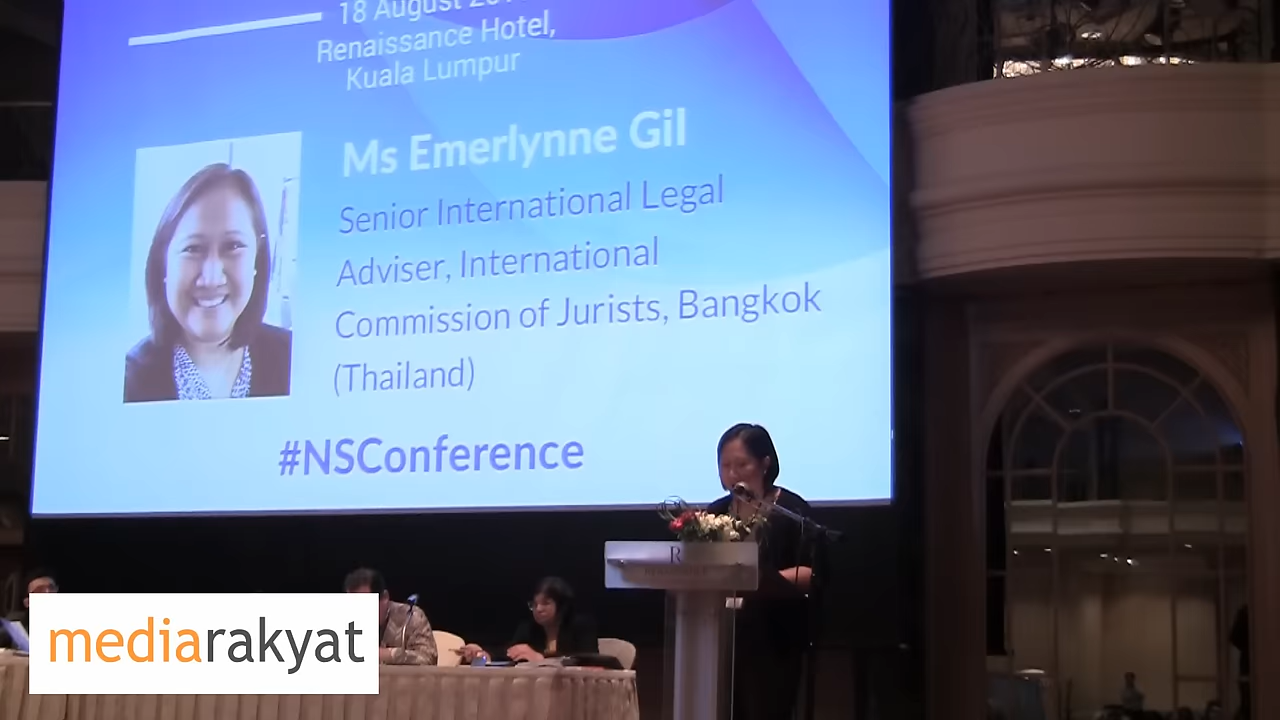 18 August
Renaissance Hotel,
Kuala Lumpur
Ms Emerlynne Gil
Senior International Legal
Adviser, International
Commission of Jurists, Bangkok
(Thailand)
#NSConference
R
mediarakyat